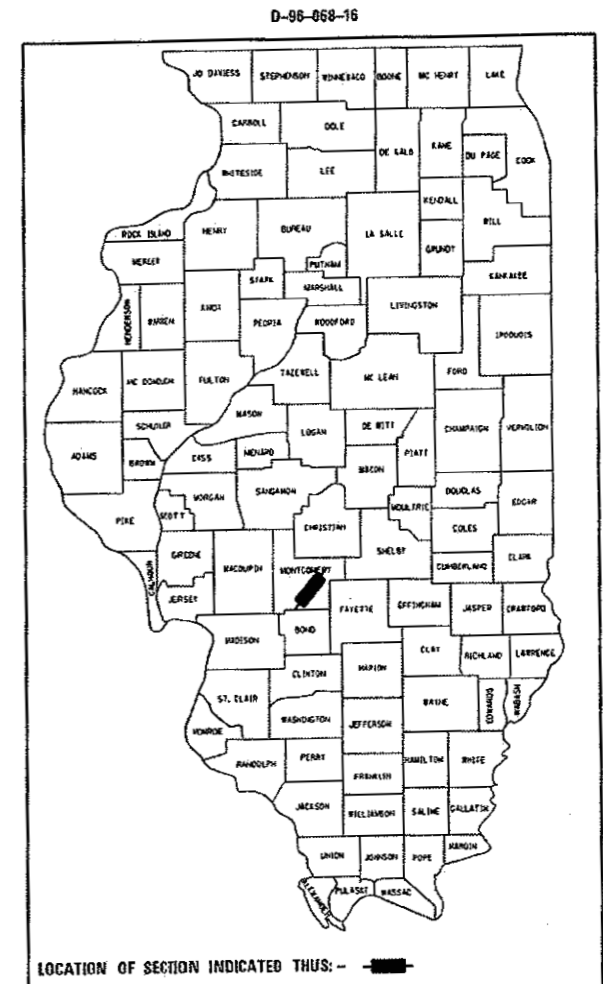 D-96-068-16
JO DAVIESS STEPHENSON WINNEBAGO BOONE MC HENRY LAKE
CARROLL OGLE DE KALB KANE DU PAGE COOK
WHITESIDE LEE KENDALL
ROCK ISLAND HENRY BUREAU LA SALLE GRUNDY WILL
MERCER PUTNAM KANKAKEE
HENDERSON WARREN KNOX STARK MARSHALL LIVINGSTON
PEORIA WOODFORD IROQUOIS
HANCOCK MC DONOUGH FULTON TAZEWELL MC LEAN FORD
SCHUYLER MASON LOGAN DE WITT CHAMPAIGN VERMILION
ADAMS BROWN CASS MENARD MACON PIATT
PIKE SCOTT MORGAN SANGAMON CHRISTIAN MOULTRIE DOUGLAS EDGAR
COLES
CALHOUN GREENE MACOUPIN MONTGOMERY SHELBY CUMBERLAND CLARK
JERSEY FAYETTE EFFINGHAM JASPER CRAWFORD
MADISON BOND CLAY RICHLAND LAWRENCE
CLINTON MARION
ST. CLAIR WASHINGTON JEFFERSON WAYNE EDWARDS WABASH
MONROE
RANDOLPH PERRY FRANKLIN HAMILTON WHITE
JACKSON WILLIAMSON SALINE GALLATIN
UNION JOHNSON POPE HARDIN
ALEXANDER PULASKI MASSAC
LOCATION OF SECTION INDICATED THUS: -